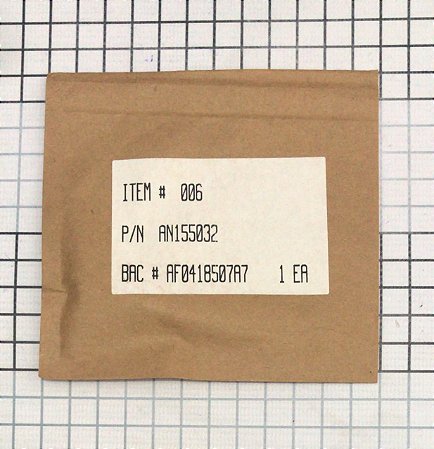 ITEM # 006
P/N AN155032
BAC # AF0418507A7 1 EA